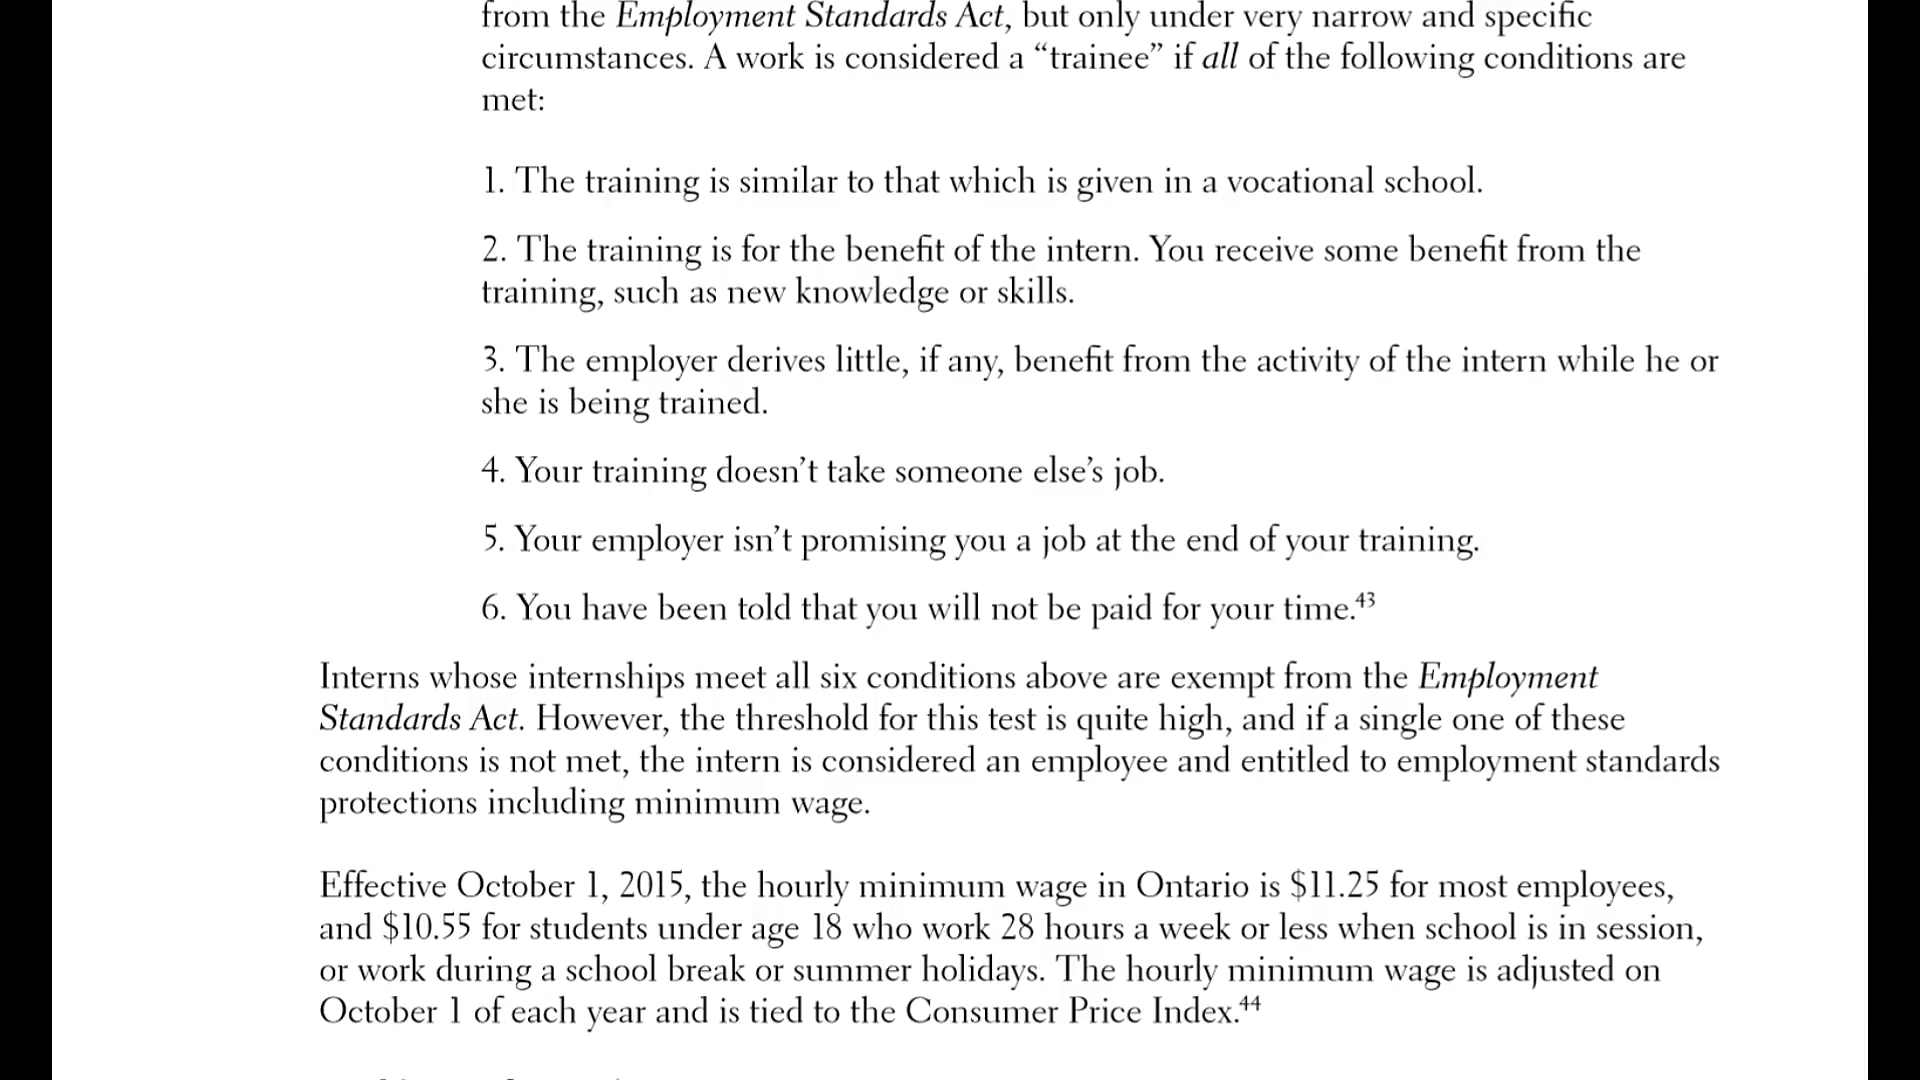 from the Employment Standards Act, but only under very narrow and specific
circumstances. A work is considered a “trainee” if all of the following conditions are
met:
1. The training is similar to that which is given in a vocational school.
2. The training is for the benefit of the intern. You receive some benefit from the
training, such as new knowledge or skills.
3. The employer derives little, if any, benefit from the activity of the intern while he or
she is being trained.
4. Your training doesn’t take someone else’s job.
5. Your employer isn’t promising you a job at the end of your training.
6. You have been told that you will not be paid for your time.43
Interns whose internships meet all six conditions above are exempt from the Employment
Standards Act. However, the threshold for this test is quite high, and if a single one of these
conditions is not met, the intern is considered an employee and entitled to employment standards
protections including minimum wage.
Effective October 1, 2015, the hourly minimum wage in Ontario is $11.25 for most employees,
and $10.55 for students under age 18 who work 28 hours a week or less when school is in session,
or work during a school break or summer holidays. The hourly minimum wage is adjusted on
October 1 of each year and is tied to the Consumer Price Index.44